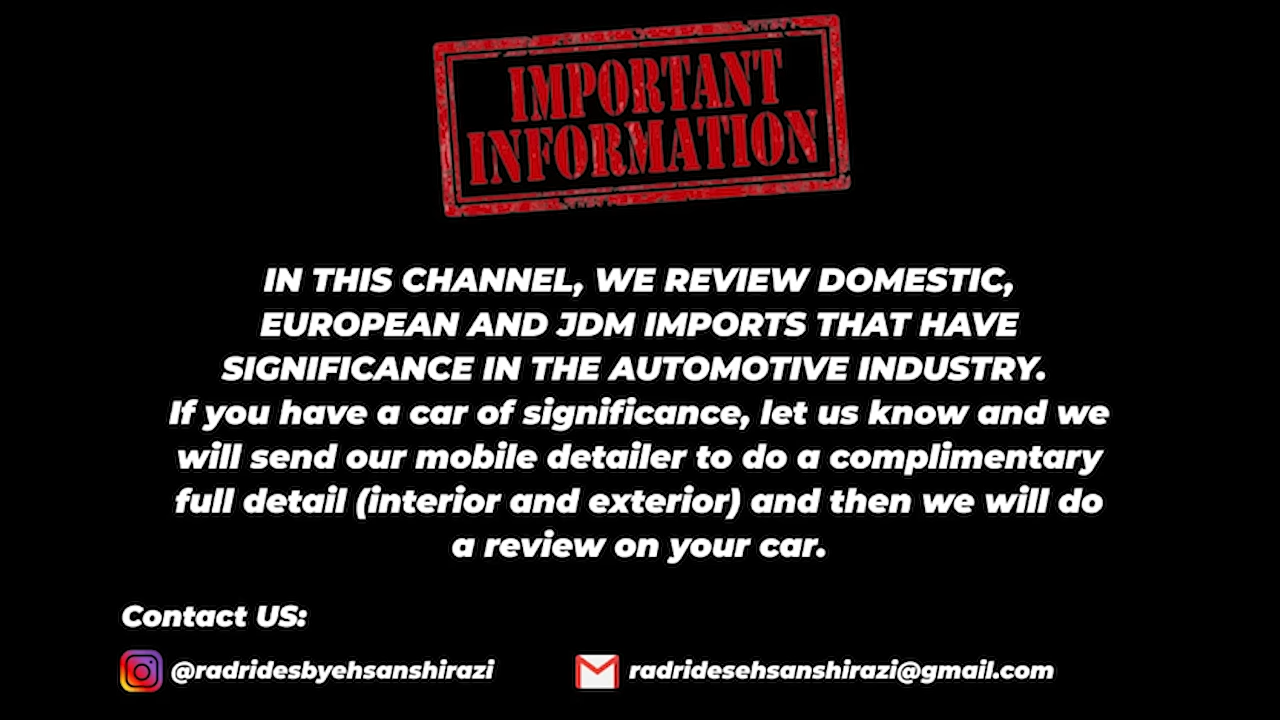 IMPORTANT
INFORMATION
IN THIS CHANNEL, WE REVIEW DOMESTIC,
EUROPEAN AND JDM IMPORTS THAT HAVE
SIGNIFICANCE IN THE AUTOMOTIVE INDUSTRY.
If you have a car of significance, let us know and we
will send our mobile detailer to do a complimentary
full detail (interior and exterior) and then we will do
a review on your car.
Contact US:
@radridesbyehsanshirazi radridesehsanshirazi@gmail.com